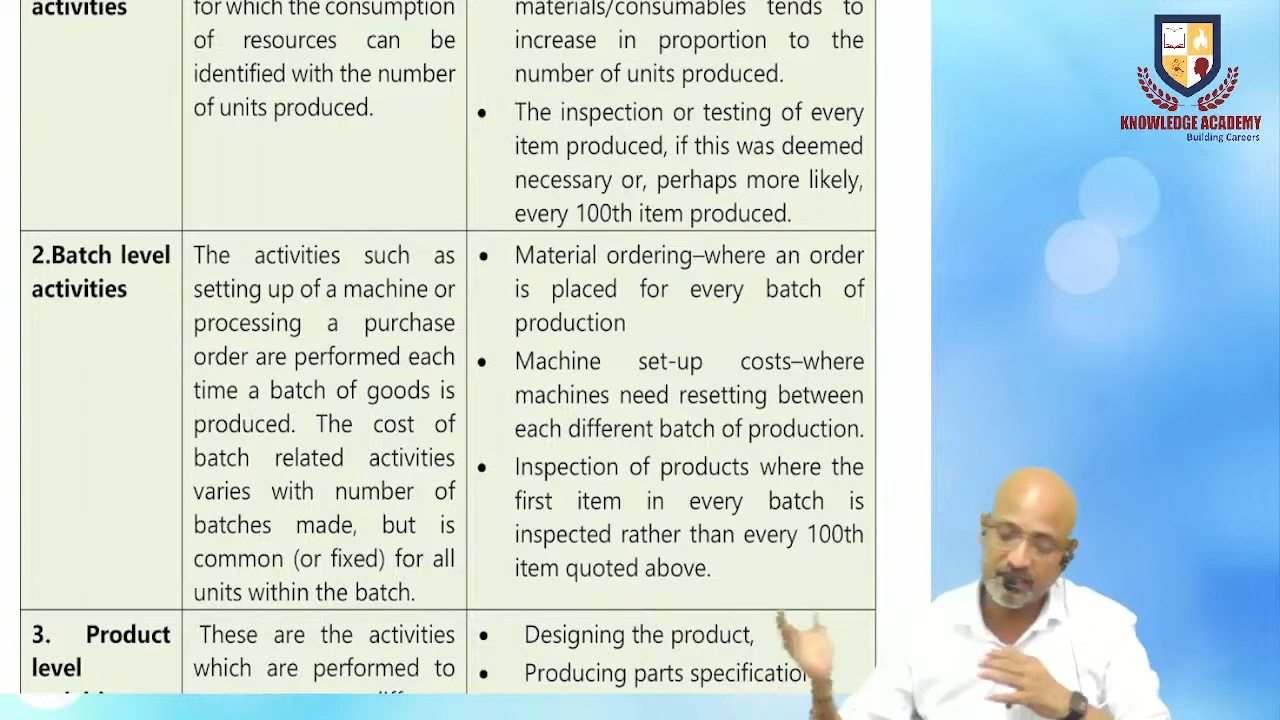 activities
for which the consumption
of resources can be
identified with the number
of units produced.
materials/consumables tends to
increase in proportion to the
number of units produced.
• The inspection or testing of every
item produced, if this was deemed
necessary or, perhaps more likely,
every 100th item produced.
2.Batch level
activities
The activities such as
setting up of a machine or
processing a purchase
order are performed each
time a batch of goods is
produced. The cost of
batch related activities
varies with number of
batches made, but is
common (or fixed) for all
units within the batch.
• Material ordering–where an order
is placed for every batch of
production
• Machine set-up costs–where
machines need resetting between
each different batch of production.
• Inspection of products where the
first item in every batch is
inspected rather than every 100th
item quoted above.
3. Product
level
These are the activities
which are performed to
• Designing the product,
• Producing parts
KNOWLEDGE ACADEMY
Building Careers